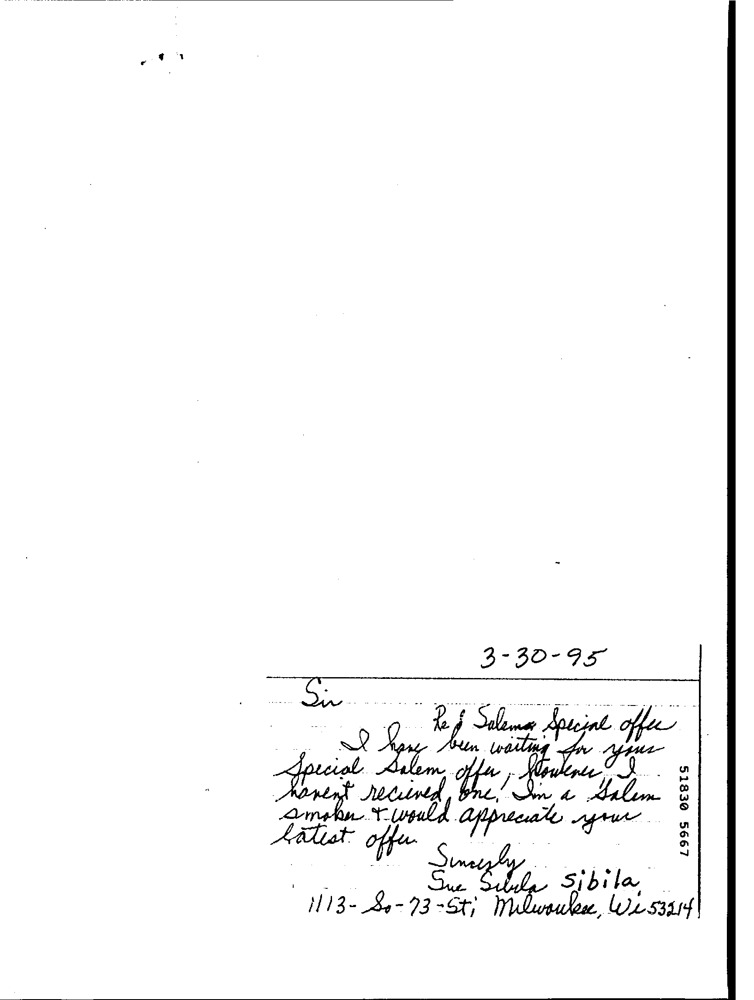 3-30-95
Sir
Re: Salem Special offer
I have been waiting for your
Special Salem offer, However, I
havent recieved one. Im a Salem
smoker & would appreciate your
latest offer.
Sincerly
Sue Sibila Sibila
1113-So-73-St; Milwaukee, Wi 53214
51830 5667